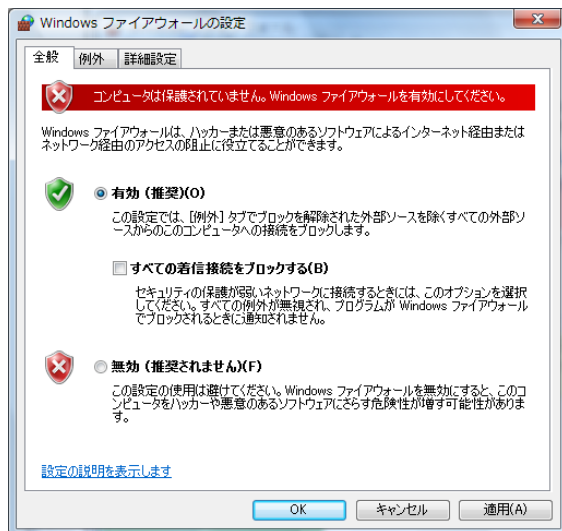 Windows ファイアウォールの設定
全般 例外 詳細設定
コンピュータは保護されていません。Windows ファイアウォールを有効にしてください。
Windows ファイアウォールは、ハッカーまたは悪意のあるソフトウェアによるインターネット経由または
ネットワーク経由のアクセスの阻止に役立てることができます。
有効 (推奨)(O)
この設定では、[例外] タブでブロックを解除された外部ソースを除くすべての外部ソ
ースからのこのコンピュータへの接続をブロックします。
すべての着信接続をブロックする(B)
セキュリティの保護が弱いネットワークに接続するときには、このオプションを選択
してください。すべての例外が無視され、プログラムが Windows ファイアウォール
でブロックされるときに通知されません。
無効 (推奨されません)(F)
この設定の使用は避けてください。Windows ファイアウォールを無効にすると、このコ
ンピュータをハッカーや悪意のあるソフトウェアにさらす危険性が増す可能性がありま
す。
設定の説明を表示します
OK キャンセル 適用(A)